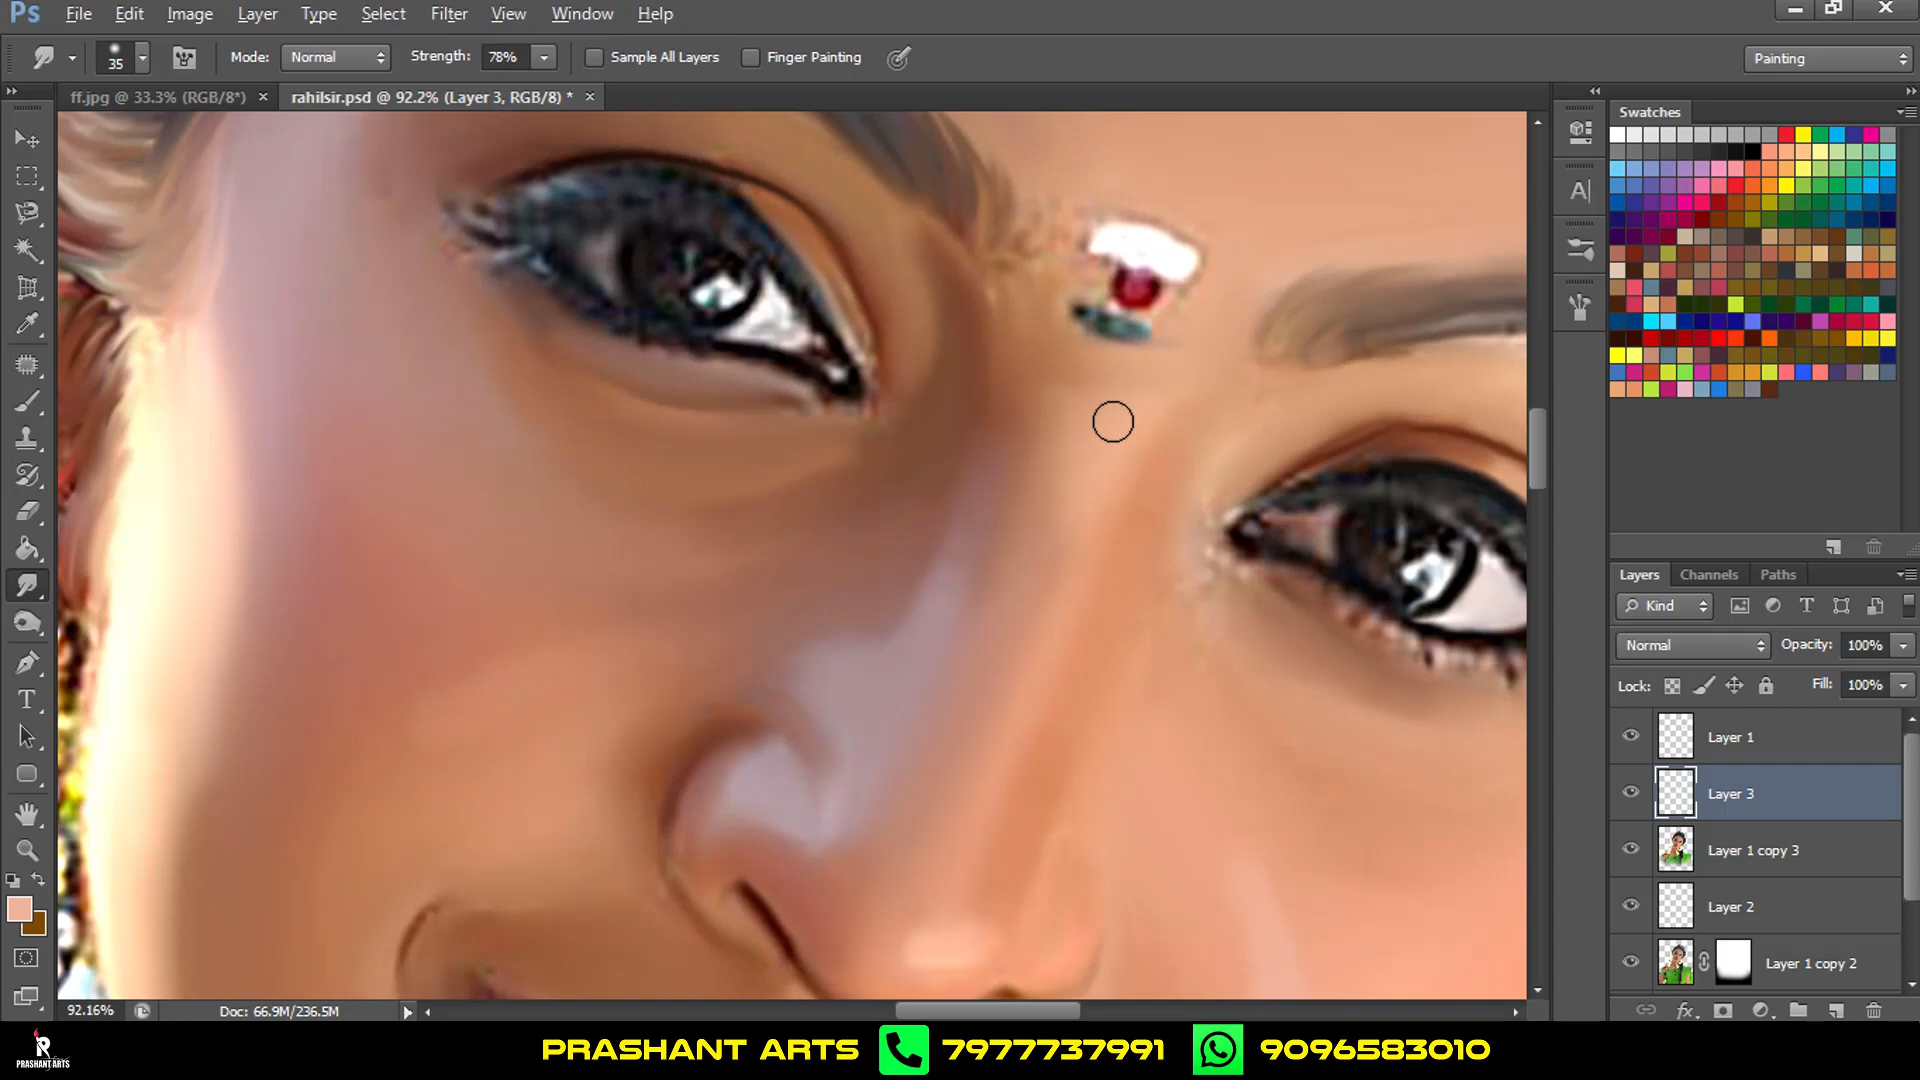 Ps File Edit Image Layer Type Select Filter View Window Help
35 Mode: Normal Strength: 78% Sample All Layers Finger Painting Painting
ff.jpg @ 33.3% (RGB/8*) × rahilsir.psd @ 92.2% (Layer 3, RGB/8) * ×
Swatches
Layers Channels Paths
Kind
Normal Opacity: 100%
Lock: Fill: 100%
Layer 1
Layer 3
Layer 1 copy 3
Layer 2
Layer 1 copy 2
92.16% Doc: 66.9M/236.5M
PRASHANT ARTS PRASHANT ARTS 7977737991 9096583010